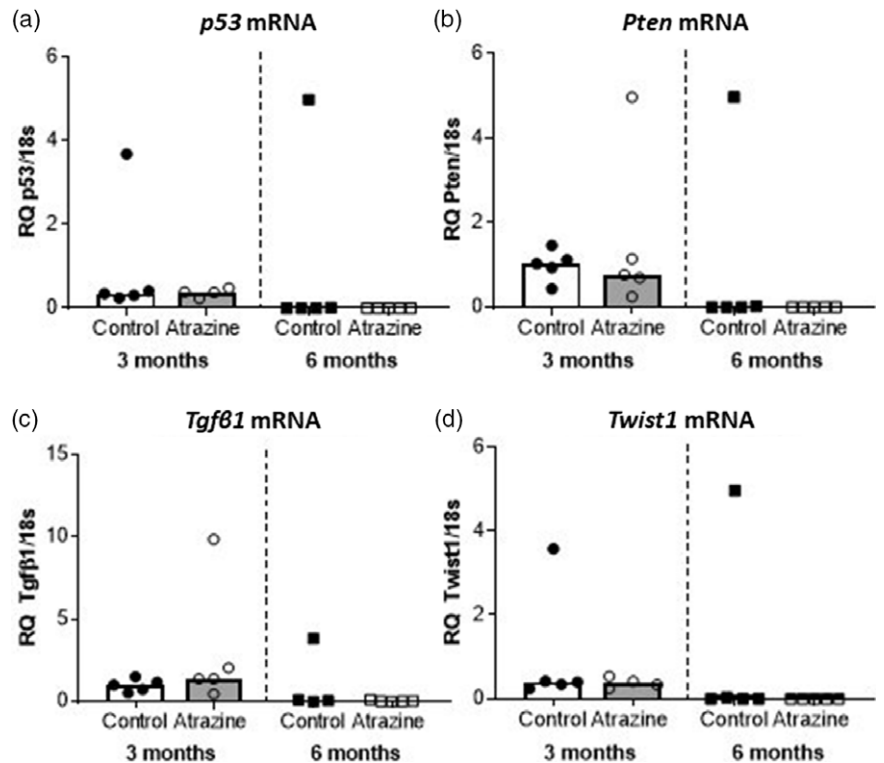 (a)
p53 mRNA
6
4
2
0
RQ p53/18s
Control Atrazine
Control Atrazine
3 months
6 months
(b)
Pten mRNA
6
4
2
0
RQ Pten/18s
Control Atrazine
Control Atrazine
3 months
6 months
(c)
Tgfβ1 mRNA
15
10
5
0
RQ Tgfβ1/18s
Control Atrazine
Control Atrazine
3 months
6 months
(d)
Twist1 mRNA
6
4
2
0
RQ Twist1/18s
Control Atrazine
Control Atrazine
3 months
6 months